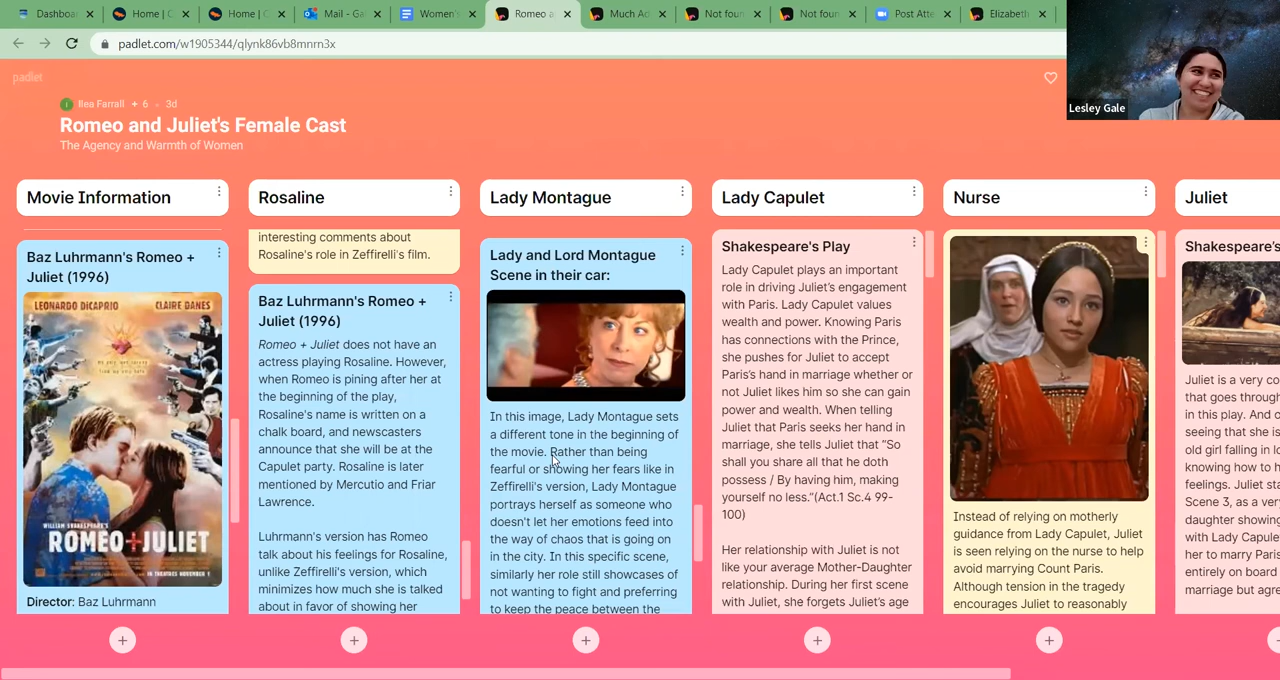 Dashboar
Home | C
Home | C
Mail - Ga
Women's
Romeo a
Much Ad
Not foun
Not foun
Post Atte
Elizabeth
padlet.com/w1905344/qlynk86vb8mnrn3x
Lesley Gale
padlet
Ilea Farrall + 6 · 3d
Romeo and Juliet's Female Cast
The Agency and Warmth of Women
Movie Information
Baz Luhrmann's Romeo +
Juliet (1996)
LEONARDO DiCAPRIO CLAIRE DANES
WILLIAM SHAKESPEARE'S
ROMEO+JULIET
IN THEATRES NOVEMBER 1
Director: Baz Luhrmann
Rosaline
interesting comments about
Rosaline's role in Zeffirelli's film.
Baz Luhrmann's Romeo +
Juliet (1996)
Romeo + Juliet does not have an
actress playing Rosaline. However,
when Romeo is pining after her at
the beginning of the play,
Rosaline's name is written on a
chalk board, and newscasters
announce that she will be at the
Capulet party. Rosaline is later
mentioned by Mercutio and Friar
Lawrence.
Luhrmann's version has Romeo
talk about his feelings for Rosaline,
unlike Zeffirelli's version, which
minimizes how much she is talked
about in favor of showing her
Lady Montague
Lady and Lord Montague
Scene in their car:
In this image, Lady Montague sets
a different tone in the beginning of
the movie. Rather than being
fearful or showing her fears like in
Zeffirelli's version, Lady Montague
portrays herself as someone who
doesn't let her emotions feed into
the way of chaos that is going on
in the city. In this specific scene,
similarly her role still showcases of
not wanting to fight and preferring
to keep the peace between the
Lady Capulet
Shakespeare's Play
Lady Capulet plays an important
role in driving Juliet's engagement
with Paris. Lady Capulet values
wealth and power. Knowing Paris
has connections with the Prince,
she pushes for Juliet to accept
Paris's hand in marriage whether or
not Juliet likes him so she can gain
power and wealth. When telling
Juliet that Paris seeks her hand in
marriage, she tells Juliet that "So
shall you share all that he doth
possess / By having him, making
yourself no less."(Act.1 Sc.4 99-
100)
Her relationship with Juliet is not
like your average Mother-Daughter
relationship. During her first scene
with Juliet, she forgets Juliet's age
Nurse
Instead of relying on motherly
guidance from Lady Capulet, Juliet
is seen relying on the nurse to help
avoid marrying Count Paris.
Although tension in the tragedy
encourages Juliet to reasonably
Juliet
Shakespeare's
Juliet is a very co
that goes through
in this play. And o
seeing that she is
old girl falling in lo
knowing how to h
feelings. Juliet sta
Scene 3, as a very
daughter showing
with Lady Capulet
her to marry Paris
entirely on board
marriage but agre